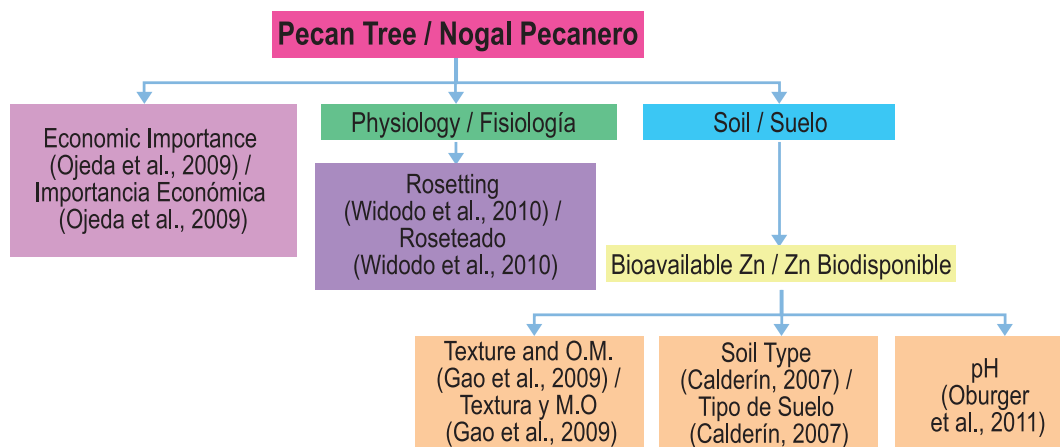 Pecan Tree / Nogal Pecanero
Economic Importance
(Ojeda et al., 2009) /
Importancia Económica
(Ojeda et al., 2009)
Physiology / Fisiología
Rosetting
(Widodo et al., 2010) /
Roseteado
(Widodo et al., 2010)
Soil / Suelo
Bioavailable Zn / Zn Biodisponible
Texture and O.M.
(Gao et al., 2009) /
Textura y M.O
(Gao et al., 2009)
Soil Type
(Calderín, 2007) /
Tipo de Suelo
(Calderín, 2007)
pH
(Oburger
et al., 2011)